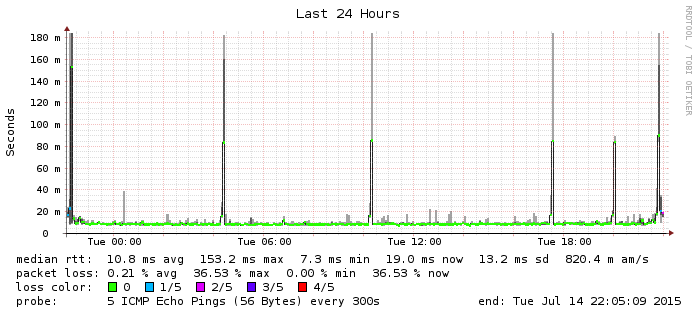 Last 24 Hours
RRDTOOL / TOBI OETIKER
Seconds
180 m
160 m
140 m
120 m
100 m
80 m
60 m
40 m
20 m
0
Tue 00:00 Tue 06:00 Tue 12:00 Tue 18:00
median rtt: 10.8 ms avg 153.2 ms max 7.3 ms min 19.0 ms now 13.2 ms sd 820.4 m am/s
packet loss: 0.21 % avg 36.53 % max 0.00 % min 36.53 % now
loss color: 0 1/5 2/5 3/5 4/5
probe: 5 ICMP Echo Pings (56 Bytes) every 300s end: Tue Jul 14 22:05:09 2015